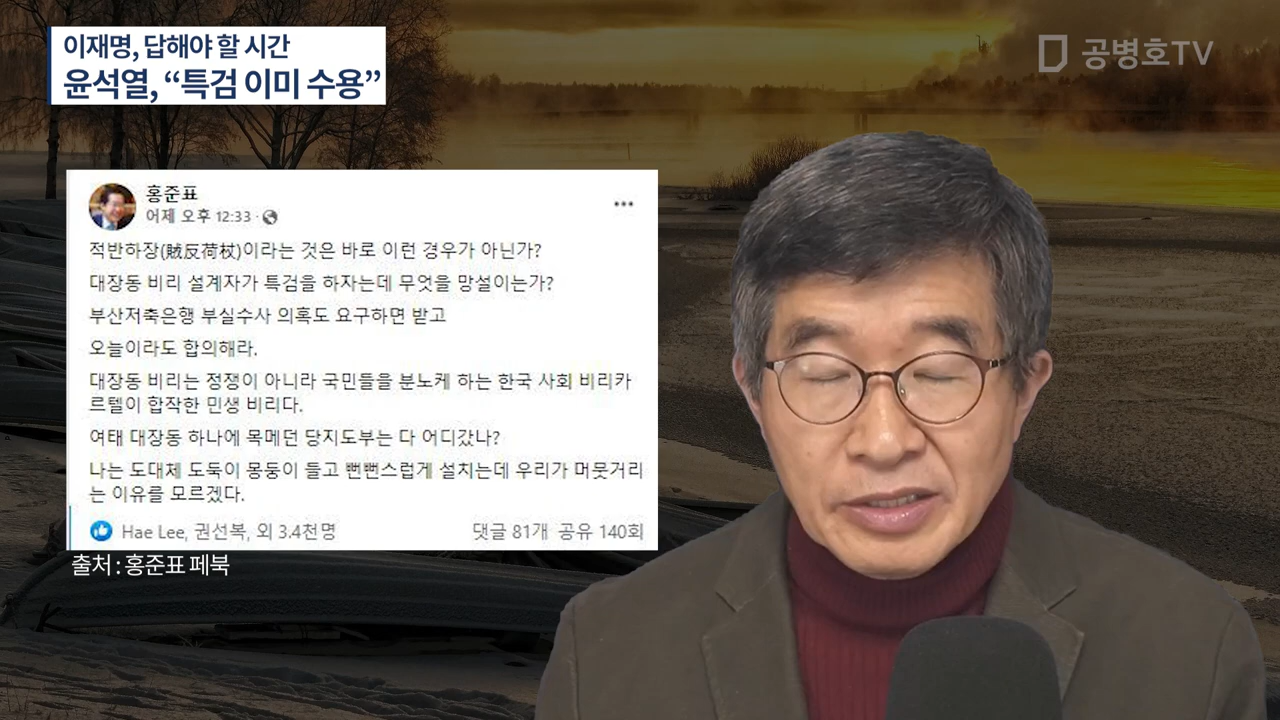 이재명, 답해야 할 시간
윤석열, “특검 이미 수용”
공병호TV
홍준표
어제 오후 12:33 ·
적반하장(賊反荷杖)이라는 것은 바로 이런 경우가 아닌가?
대장동 비리 설계자가 특검을 하자는데 무엇을 망설이는가?
부산저축은행 부실수사 의혹도 요구하면 받고
오늘이라도 합의해라.
대장동 비리는 정쟁이 아니라 국민들을 분노케 하는 한국 사회 비리카
르텔이 합작한 민생 비리다.
여태 대장동 하나에 목메던 당지도부는 다 어디갔나?
나는 도대체 도둑이 몽둥이 들고 뻔뻔스럽게 설치는데 우리가 머뭇거리
는 이유를 모르겠다.
Hae Lee, 권선복, 외 3.4천명
댓글 81개 공유 140회
출처 : 홍준표 페북